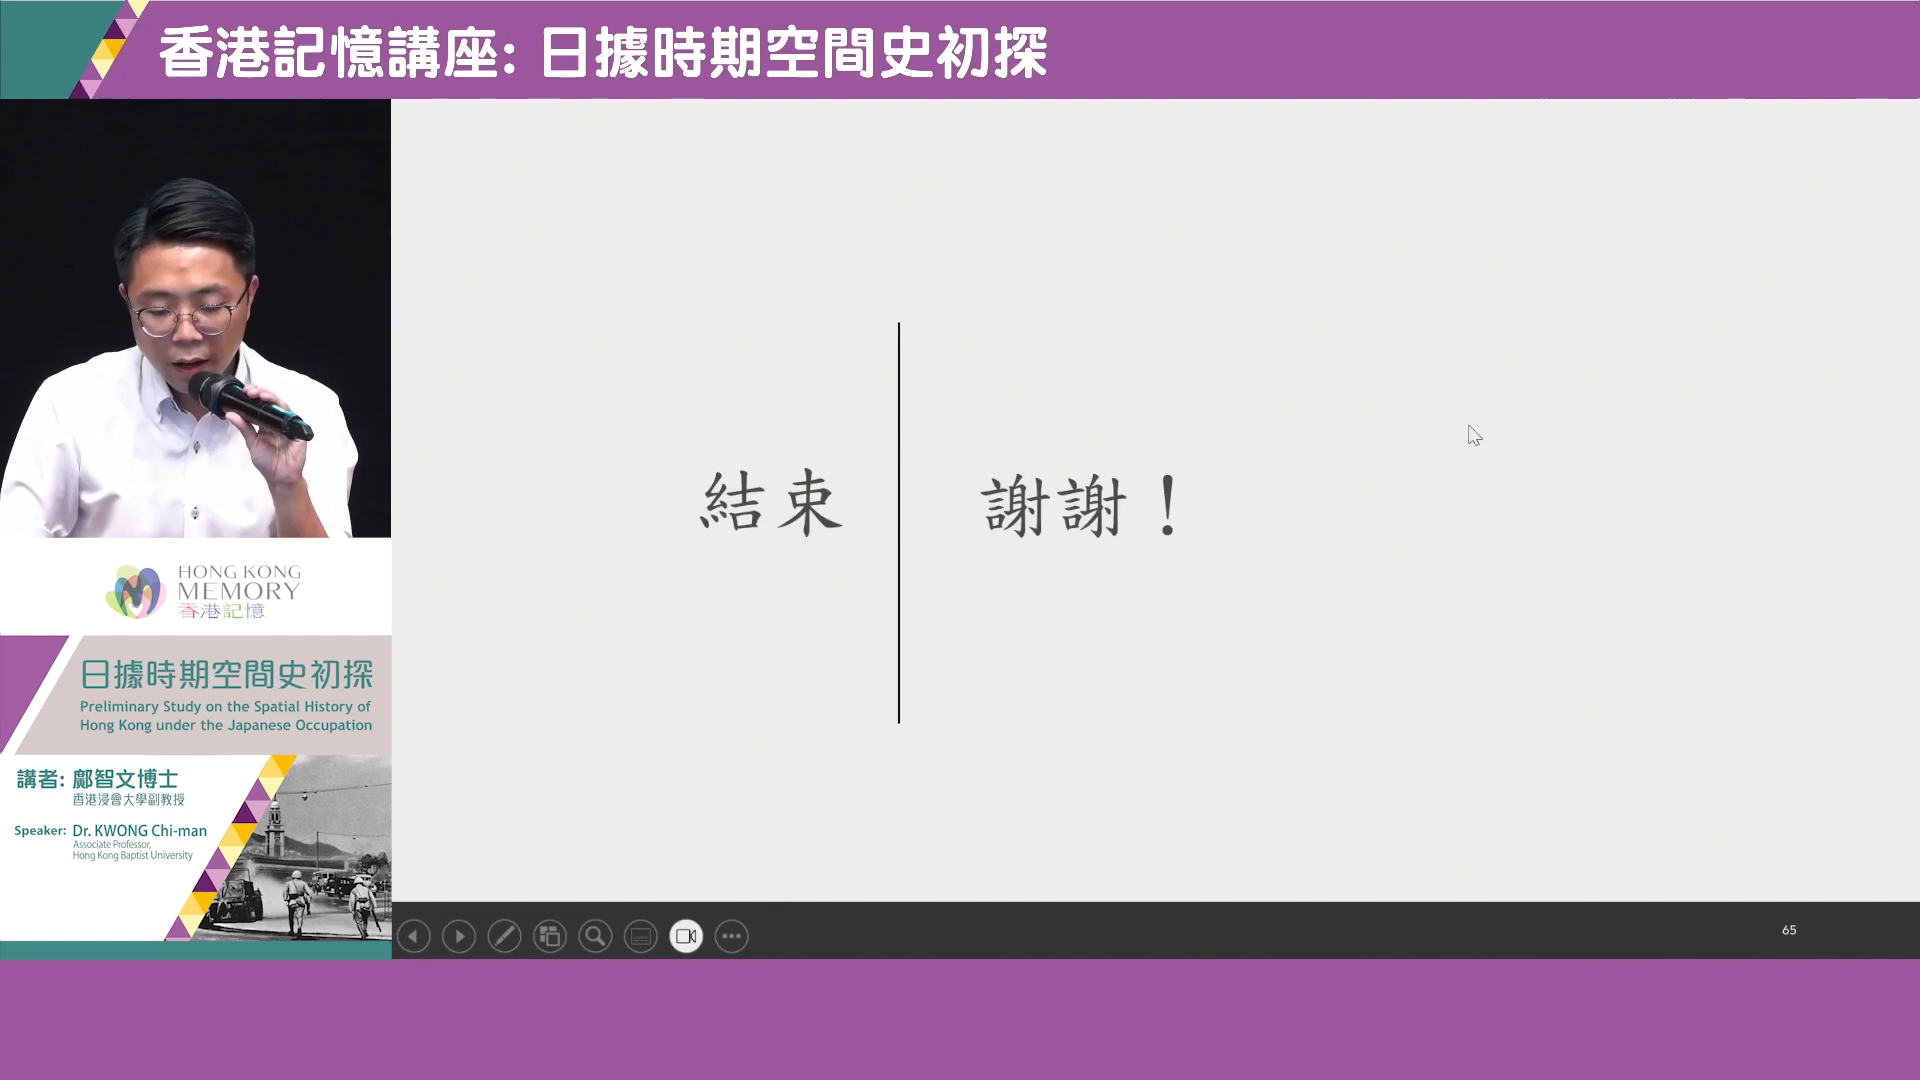 香港記憶講座: 日據時期空間史初探
結束
謝謝！
HONG KONG
MEMORY
香港記憶
日據時期空間史初探
Preliminary Study on the Spatial History of
Hong Kong under the Japanese Occupation
講者: 鄺智文博士
香港浸會大學副教授
Speaker: Dr. KWONG Chi-man
Associate Professor,
Hong Kong Baptist University
65